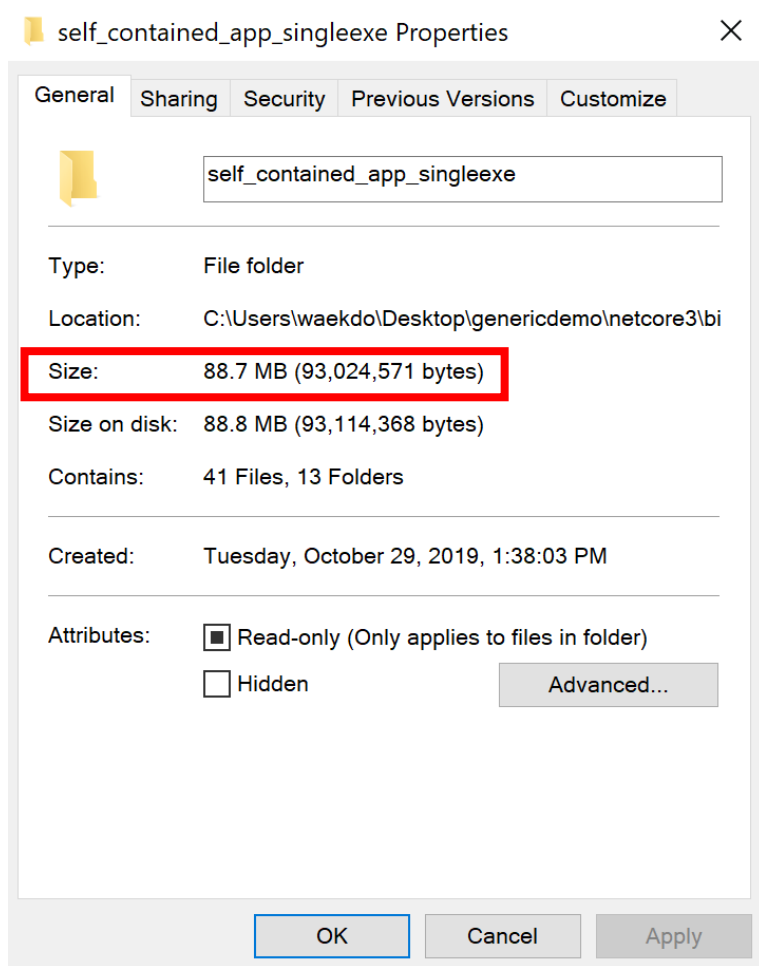 self_contained_app_singleexe Properties
General Sharing Security Previous Versions Customize
self_contained_app_singleexe
Type: File folder
Location: C:\Users\waekdo\Desktop\genericdemo\netcore3\bi
Size: 88.7 MB (93,024,571 bytes)
Size on disk: 88.8 MB (93,114,368 bytes)
Contains: 41 Files, 13 Folders
Created: Tuesday, October 29, 2019, 1:38:03 PM
Attributes: Read-only (Only applies to files in folder)
Hidden Advanced...
OK Cancel Apply